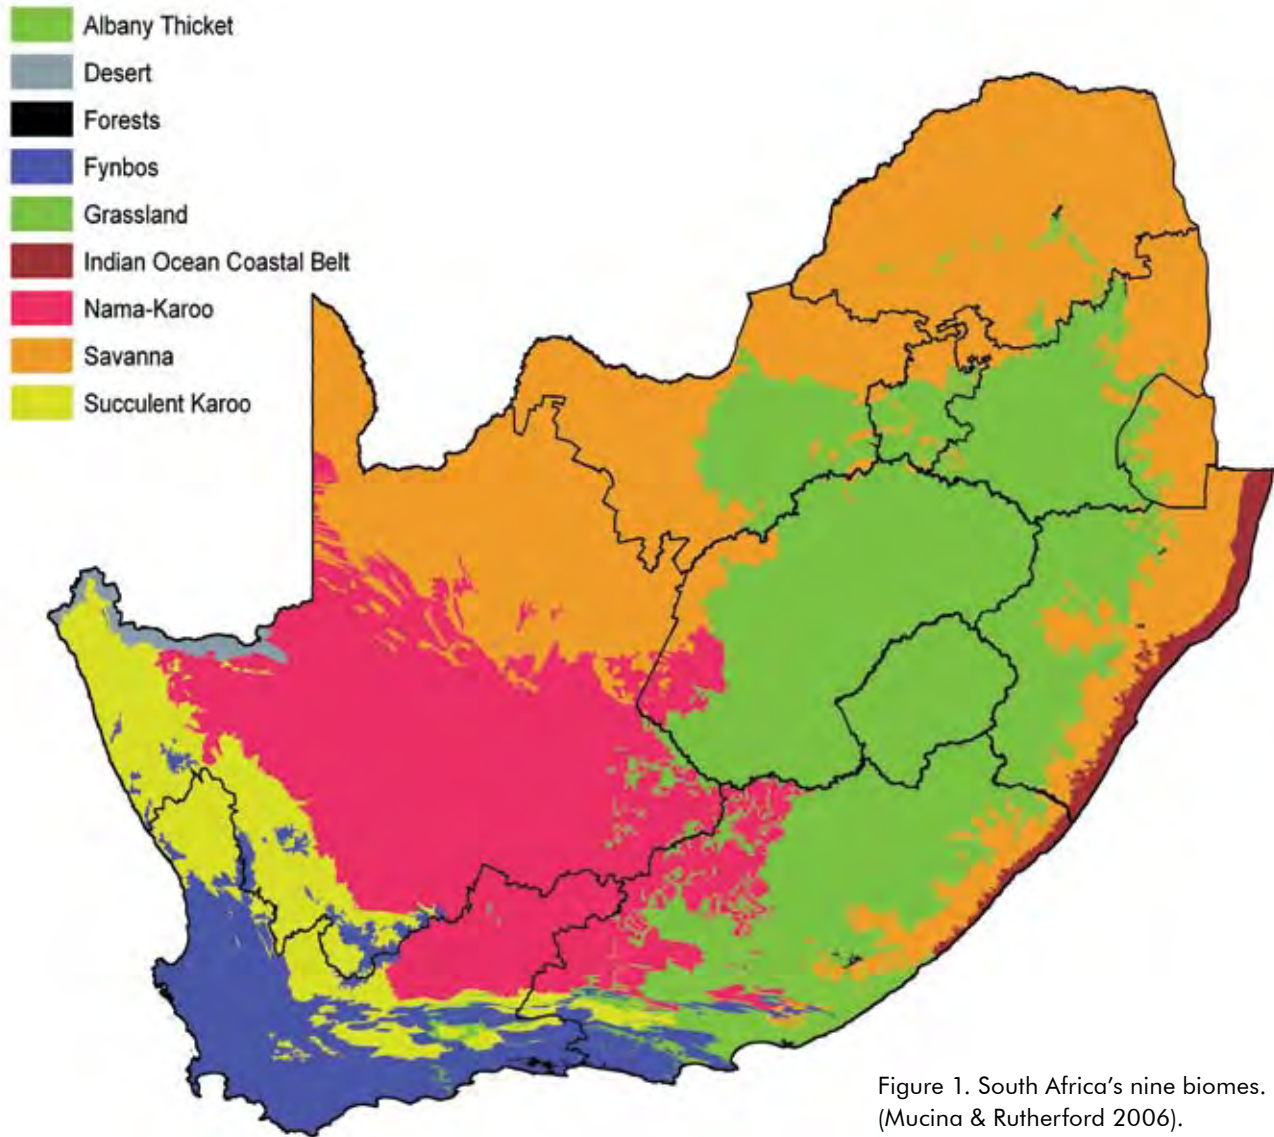 Albany Thicket
Desert
Forests
Fynbos
Grassland
Indian Ocean Coastal Belt
Nama-Karoo
Savanna
Succulent Karoo
Figure 1. South Africa’s nine biomes.
(Mucina & Rutherford 2006).